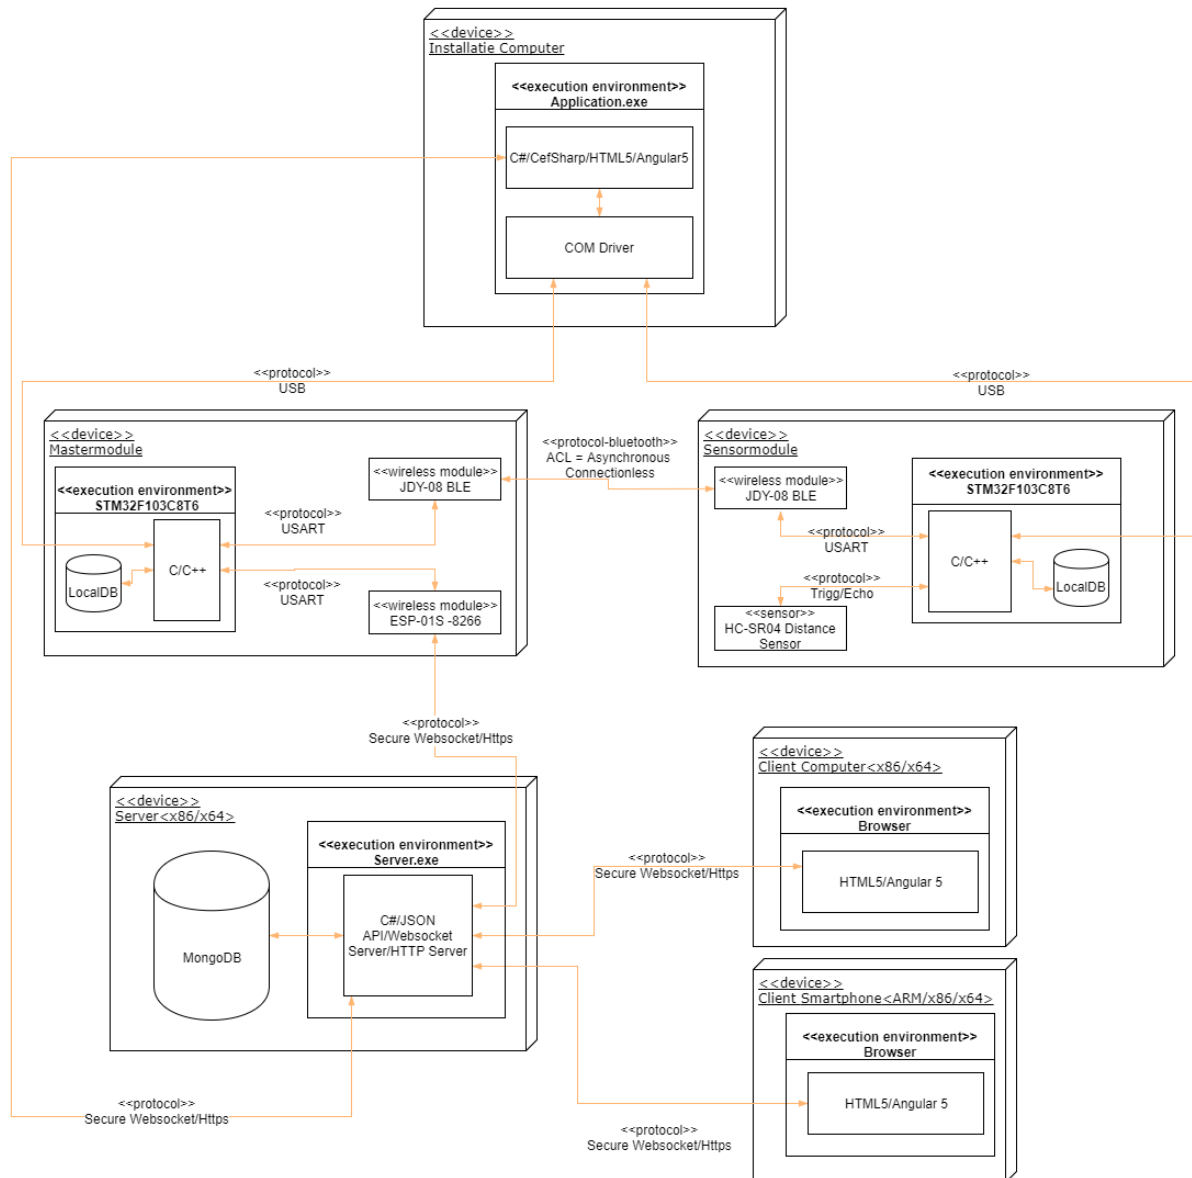 <<device>>
Installatie Computer
<<execution environment>>
Application.exe
C#/CefSharp/HTML5/Angular5
COM Driver
<<protocol>>
USB
<<protocol>>
USB
<<device>>
Mastermodule
<<execution environment>>
STM32F103C8T6
C/C++
LocalDB
<<protocol>>
USART
<<protocol>>
USART
<<wireless module>>
JDY-08 BLE
<<wireless module>>
ESP-01S -8266
<<protocol-bluetooth>>
ACL = Asynchronous
Connectionless
<<device>>
Sensormodule
<<wireless module>>
JDY-08 BLE
<<protocol>>
USART
<<protocol>>
Trigg/Echo
<<sensor>>
HC-SR04 Distance
Sensor
<<execution environment>>
STM32F103C8T6
C/C++
LocalDB
<<protocol>>
Secure Websocket/Https
<<device>>
Server<x86/x64>
MongoDB
<<execution environment>>
Server.exe
C#/JSON
API/Websocket
Server/HTTP Server
<<protocol>>
Secure Websocket/Https
<<device>>
Client Computer<x86/x64>
<<execution environment>>
Browser
HTML5/Angular 5
<<device>>
Client Smartphone<ARM/x86/x64>
<<execution environment>>
Browser
HTML5/Angular 5
<<protocol>>
Secure Websocket/Https
<<protocol>>
Secure Websocket/Https